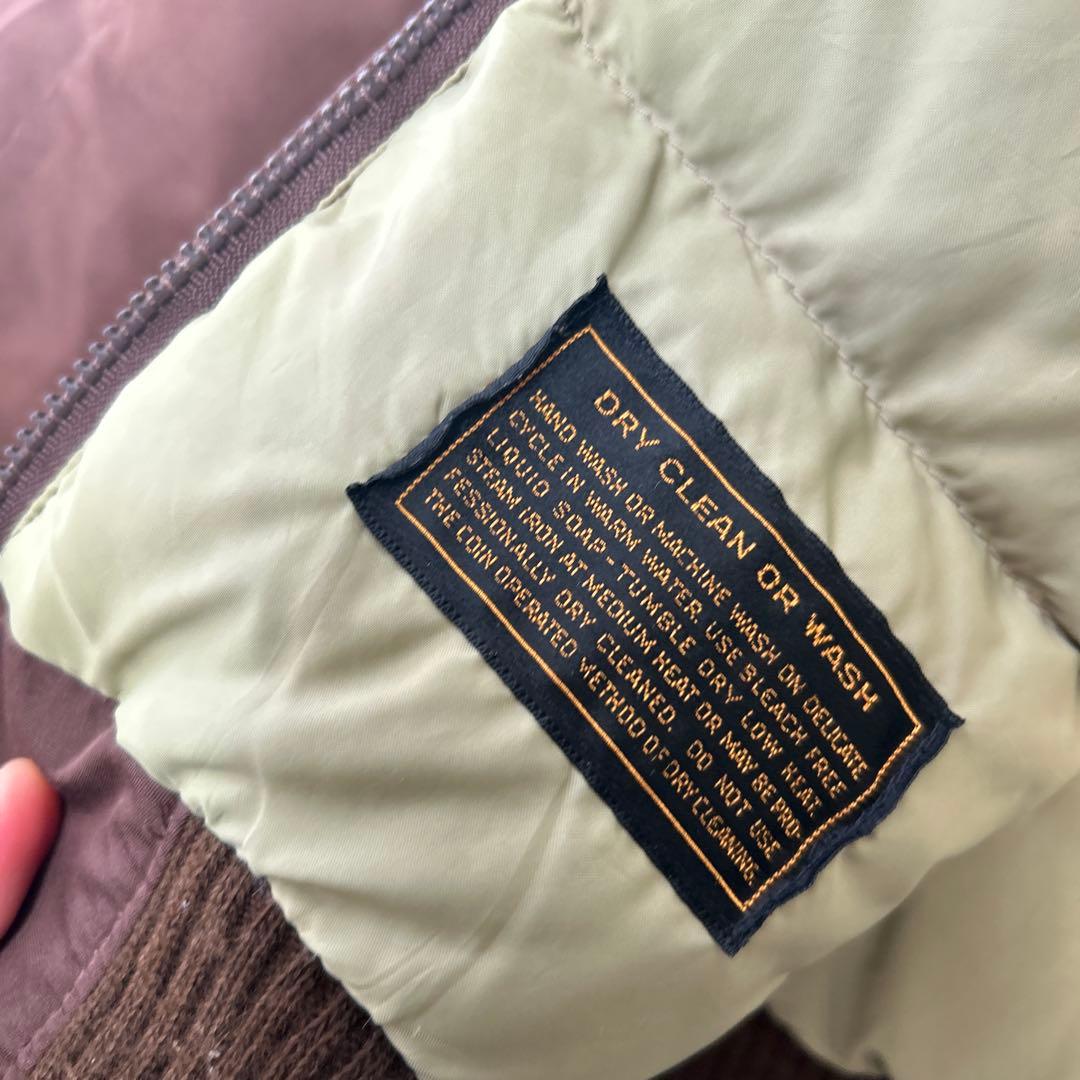 DRY CLEAN OR WASH
HAND WASH OR MACHINE WASH ON DELICATE
CYCLE IN WARM WATER. USE BLEACH FREE
LIQUID SOAP-TUMBLE DRY LOW HEAT
STEAM IRON AT MEDIUM HEAT OR MAY BE PRO-
FESSIONALLY DRY CLEANED. DO NOT USE
THE COIN OPERATED METHOD OF DRY CLEANING.